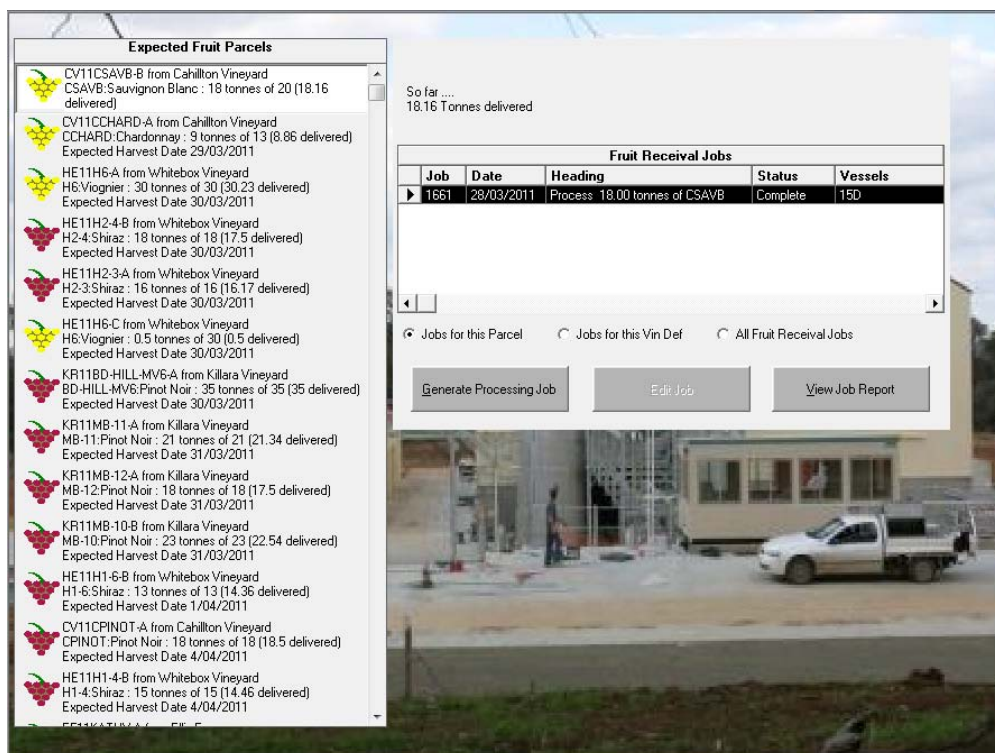 Expected Fruit Parcels
CV11CSAVB-B from Cahillton Vineyard
CSAVB:Sauvignon Blanc : 18 tonnes of 20 (18.16
delivered)
CV11CCHARD-A from Cahillton Vineyard
CCHARD:Chardonnay : 9 tonnes of 13 (8.86 delivered)
Expected Harvest Date 29/03/2011
HE11H6-A from Whitebox Vineyard
H6:Viognier : 30 tonnes of 30 (30.23 delivered)
Expected Harvest Date 30/03/2011
HE11H2-4-B from Whitebox Vineyard
H2-4:Shiraz : 18 tonnes of 18 (17.5 delivered)
Expected Harvest Date 30/03/2011
HE11H2-3-A from Whitebox Vineyard
H2-3:Shiraz : 16 tonnes of 16 (16.17 delivered)
Expected Harvest Date 30/03/2011
HE11H6-C from Whitebox Vineyard
H6:Viognier : 0.5 tonnes of 30 (0.5 delivered)
Expected Harvest Date 30/03/2011
KR11BD-HILL-MV6-A from Killara Vineyard
BD-HILL-MV6:Pinot Noir : 35 tonnes of 35 (35 delivered)
Expected Harvest Date 30/03/2011
KR11MB-11-A from Killara Vineyard
MB-11:Pinot Noir : 21 tonnes of 21 (21.34 delivered)
Expected Harvest Date 31/03/2011
KR11MB-12-A from Killara Vineyard
MB-12:Pinot Noir : 18 tonnes of 18 (17.5 delivered)
Expected Harvest Date 31/03/2011
KR11MB-10-B from Killara Vineyard
MB-10:Pinot Noir : 23 tonnes of 23 (22.54 delivered)
Expected Harvest Date 31/03/2011
HE11H1-6-B from Whitebox Vineyard
H1-6:Shiraz : 13 tonnes of 13 (14.36 delivered)
Expected Harvest Date 1/04/2011
CV11CPINOT-A from Cahillton Vineyard
CPINOT:Pinot Noir : 18 tonnes of 18 (18.5 delivered)
Expected Harvest Date 4/04/2011
HE11H1-4-B from Whitebox Vineyard
H1-4:Shiraz : 15 tonnes of 15 (14.46 delivered)
Expected Harvest Date 4/04/2011
So far ....
18.16 Tonnes delivered
Fruit Receival Jobs
Job Date Heading Status Vessels
1661 28/03/2011 Process 18.00 tonnes of CSAVB Complete 15D
Jobs for this Parcel Jobs for this Vin Def All Fruit Receival Jobs
Generate Processing Job Edit Job View Job Report